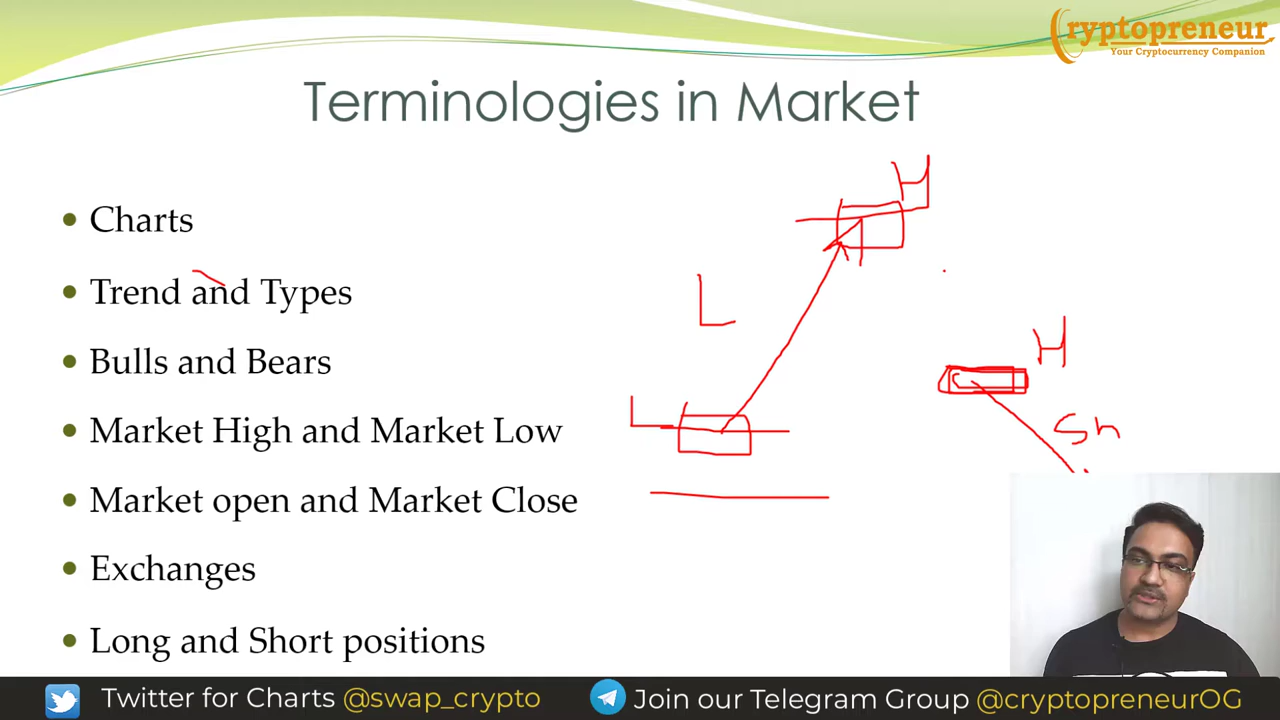 Cryptopreneur
Your Cryptocurrency Companion
Terminologies in Market
• Charts
• Trend and Types
• Bulls and Bears
• Market High and Market Low
• Market open and Market Close
• Exchanges
• Long and Short positions
H
L
H
L
Sh
Twitter for Charts @swap_crypto
Join our Telegram Group @cryptopreneurOG